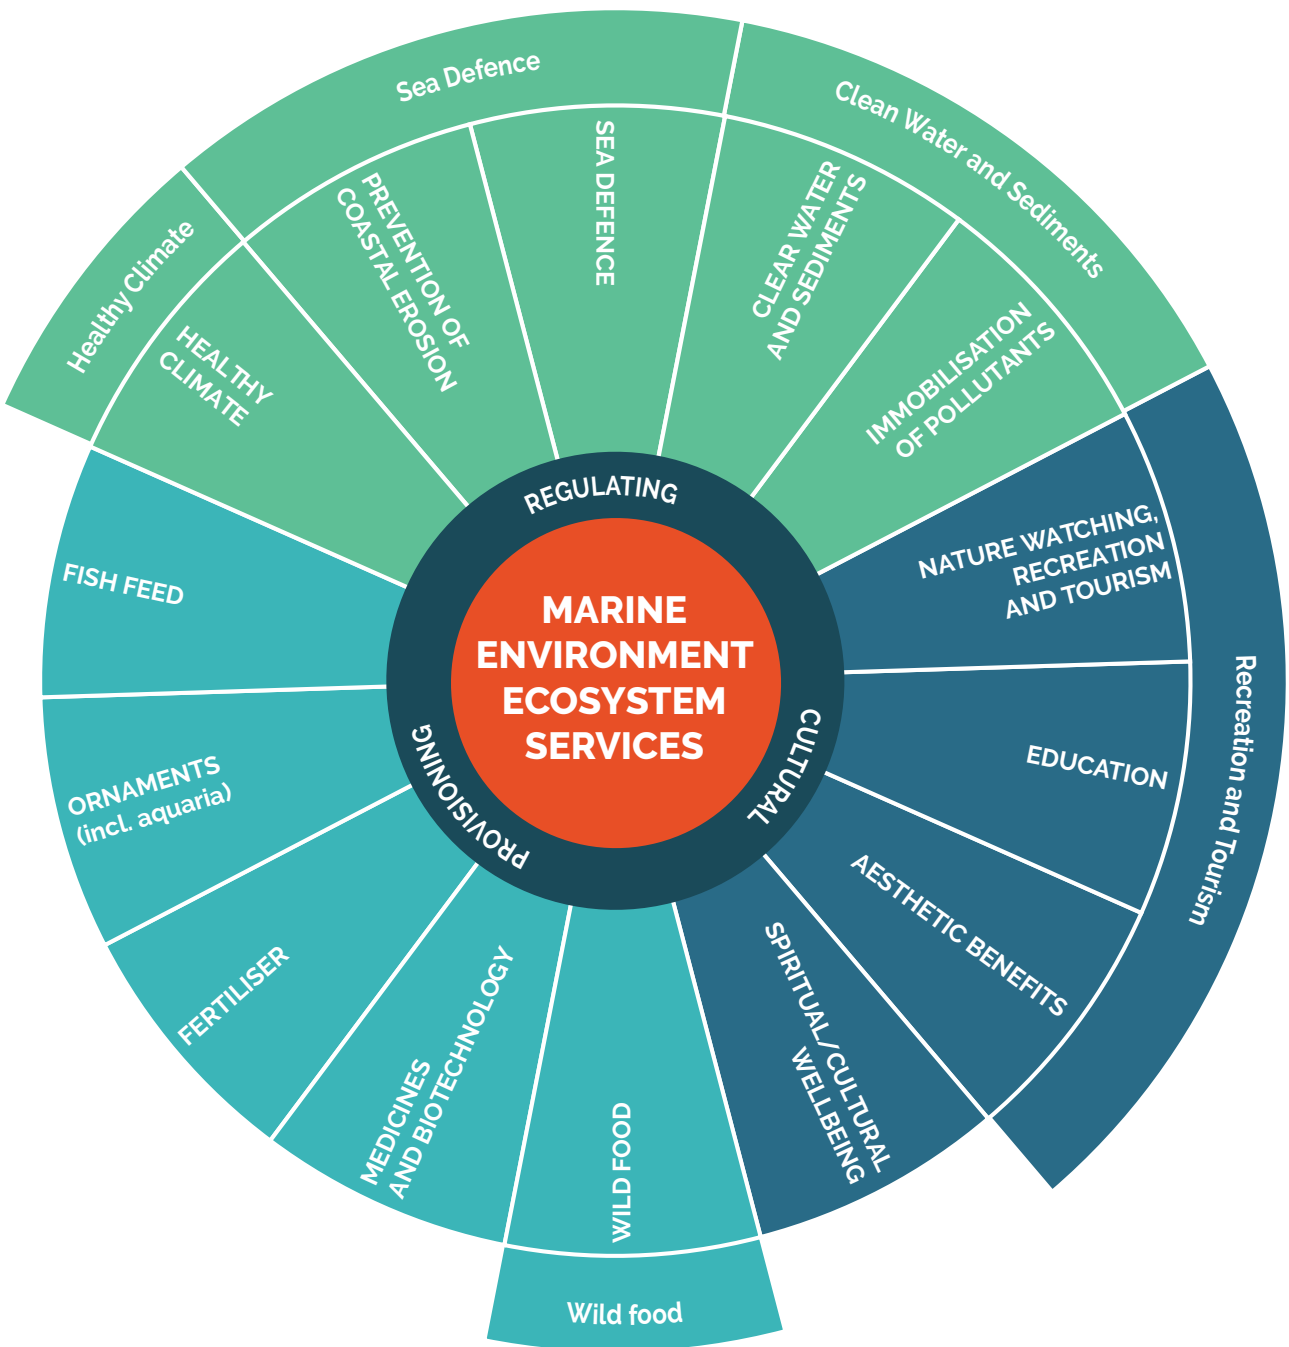 Sea Defence
Clean Water and Sediments
Healthy Climate
SEA DEFENCE
PREVENTION OF
COASTAL EROSION
CLEAR WATER
AND SEDIMENTS
HEALTHY
CLIMATE
IMMOBILISATION
OF POLLUTANTS
REGULATING
NATURE WATCHING,
RECREATION
AND TOURISM
FISH FEED
MARINE
ENVIRONMENT
ECOSYSTEM
SERVICES
Recreation and Tourism
CULTURAL
PROVISIONING
EDUCATION
ORNAMENTS
(incl. aquaria)
AESTHETIC BENEFITS
FERTILISER
SPIRITUAL/CULTURAL
WELLBEING
MEDICINES
AND BIOTECHNOLOGY
WILD FOOD
Wild food